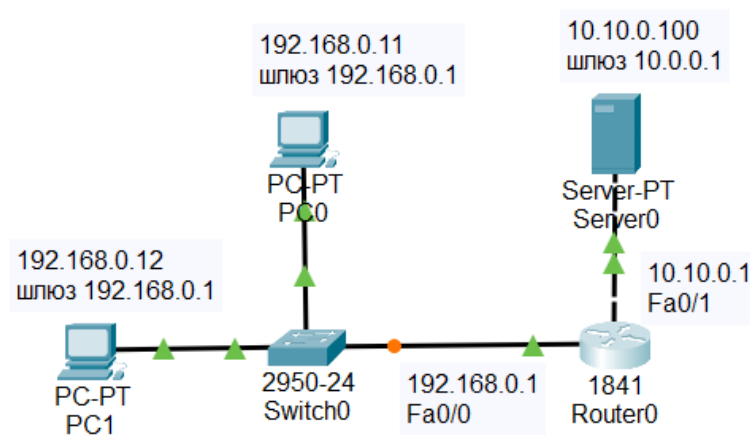 192.168.0.11
шлюз 192.168.0.1
PC-PT
PC0
10.10.0.100
шлюз 10.0.0.1
Server-PT
Server0
192.168.0.12
шлюз 192.168.0.1
PC-PT
PC1
2950-24
Switch0
192.168.0.1
Fa0/0
1841
Router0
10.10.0.1
Fa0/1